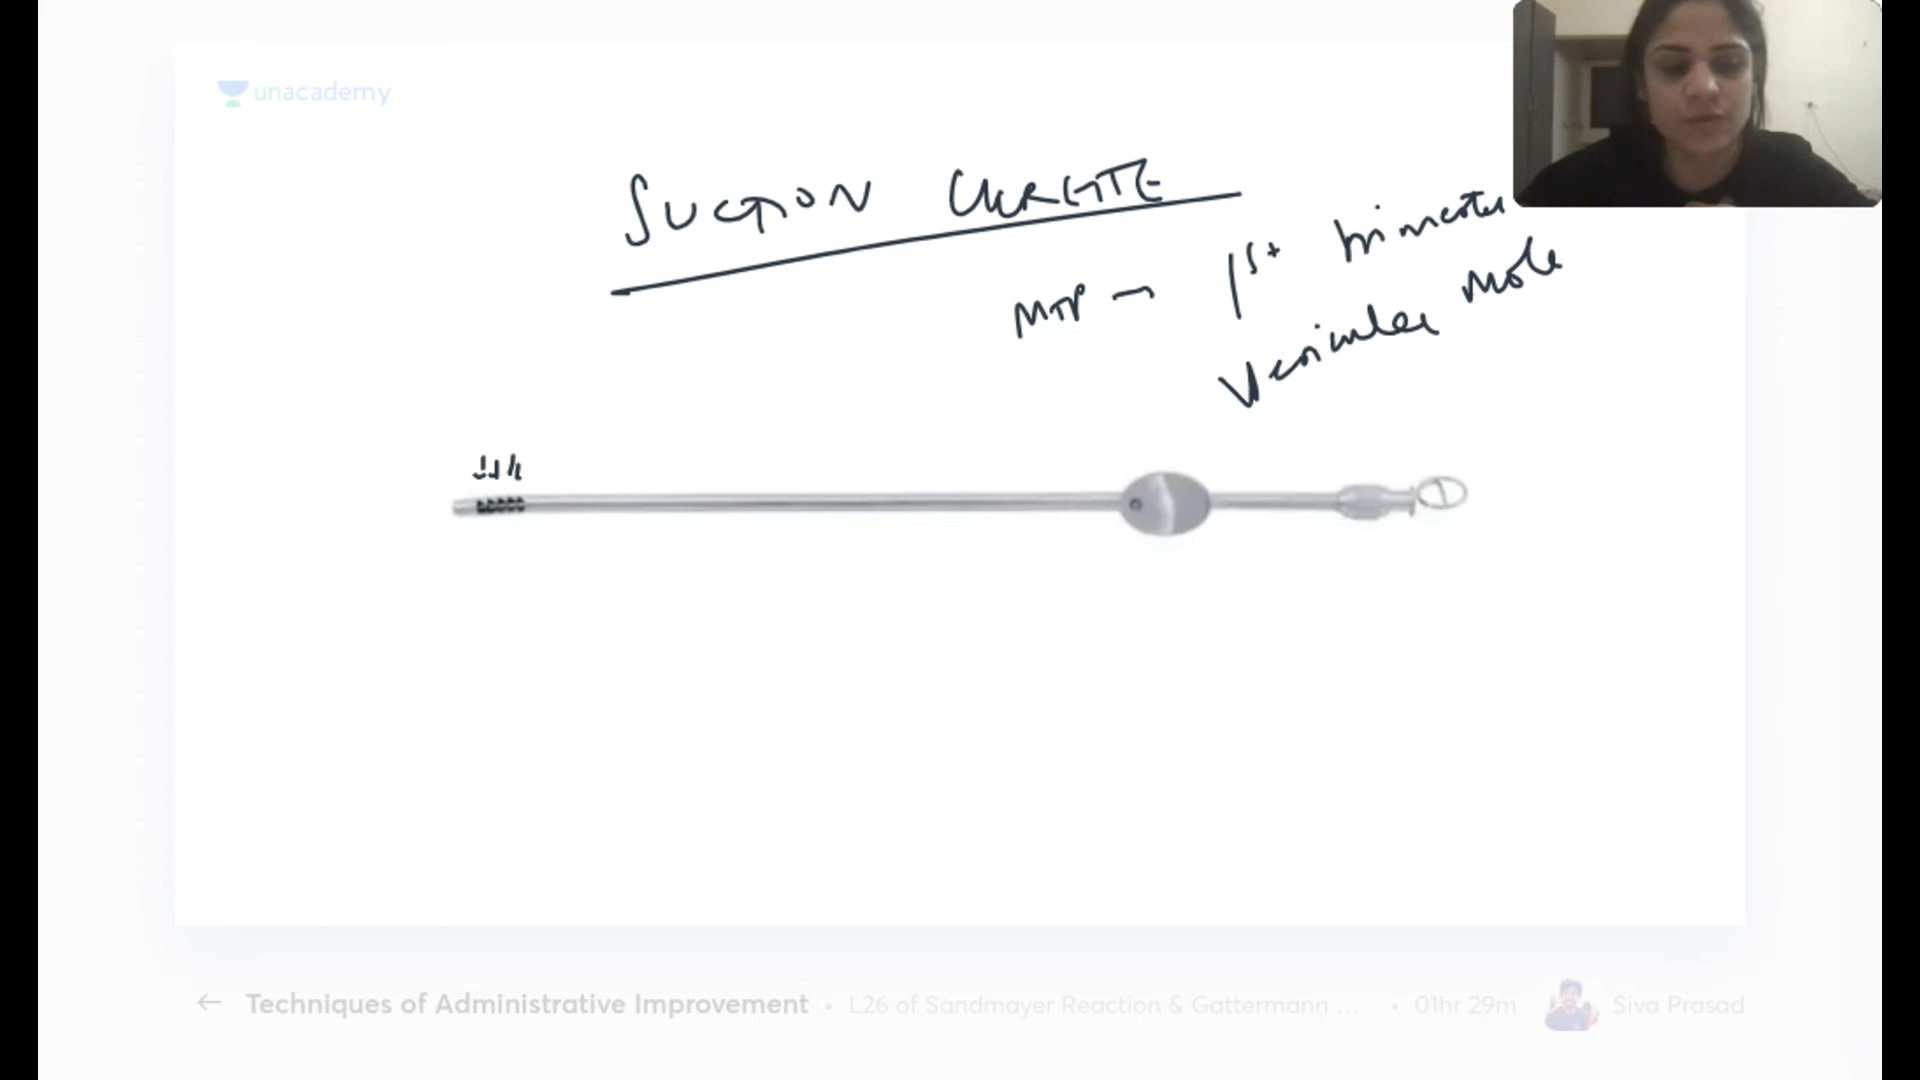 unacademy
SUCTION CURETTE
MTP → 1st trimester
Vesicular mole
Techniques of Administrative Improvement • L26 of Sandmayer Reaction & Gattermann ... • 01hr 29m Siva Prasad